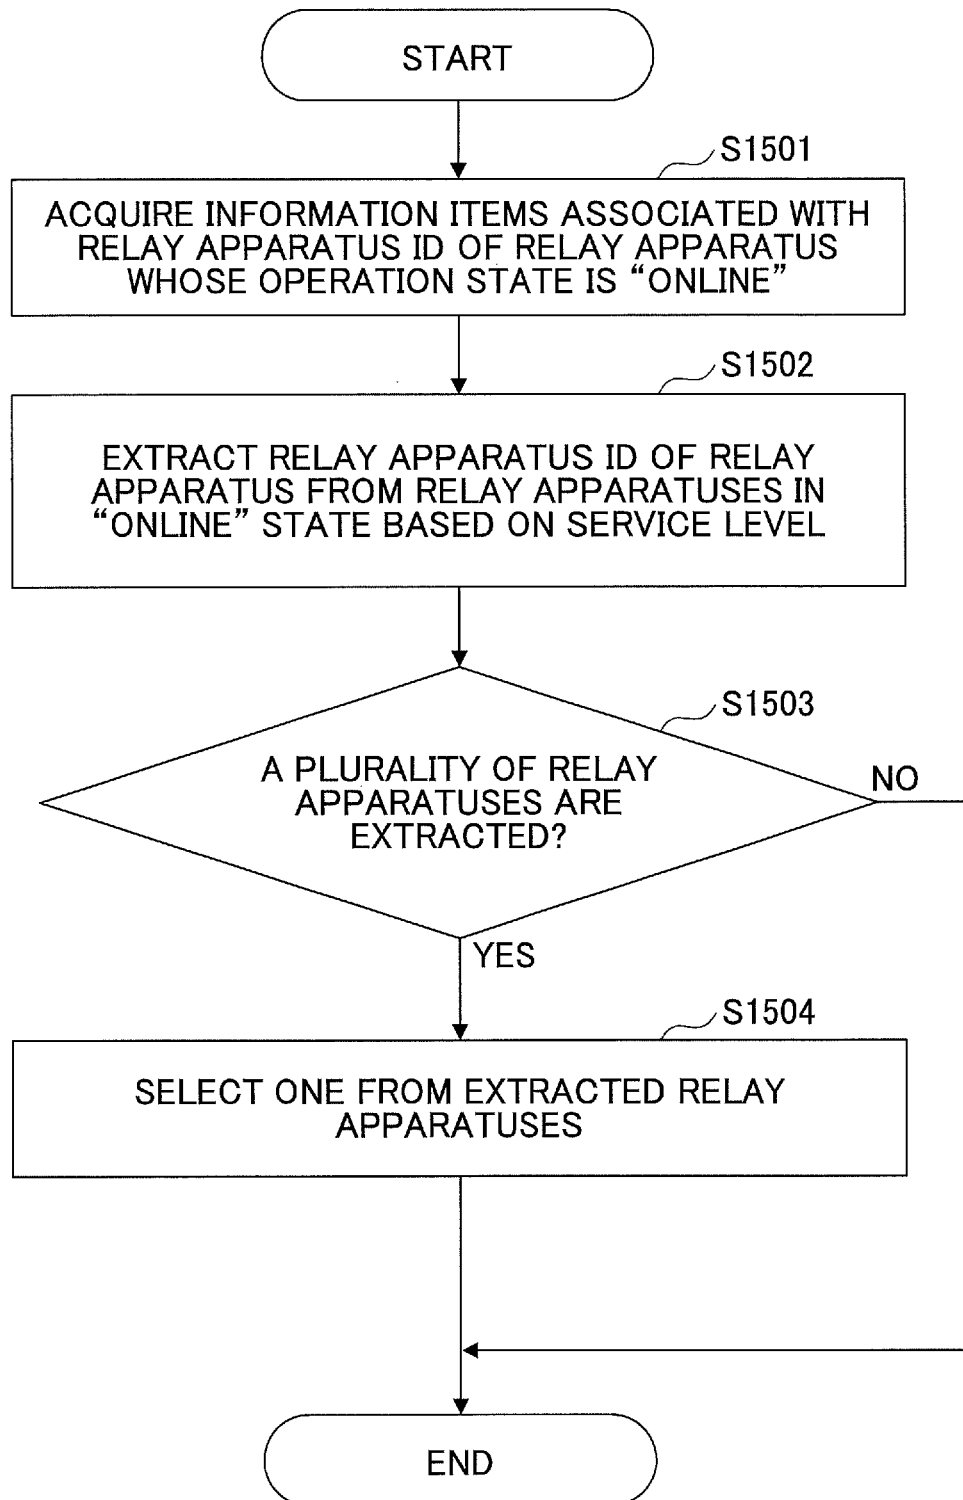 START
S1501
ACQUIRE INFORMATION ITEMS ASSOCIATED WITH
RELAY APPARATUS ID OF RELAY APPARATUS
WHOSE OPERATION STATE IS “ONLINE”
S1502
EXTRACT RELAY APPARATUS ID OF RELAY
APPARATUS FROM RELAY APPARATUSES IN
“ONLINE” STATE BASED ON SERVICE LEVEL
S1503
A PLURALITY OF RELAY
APPARATUSES ARE
EXTRACTED?
NO
YES
S1504
SELECT ONE FROM EXTRACTED RELAY
APPARATUSES
END